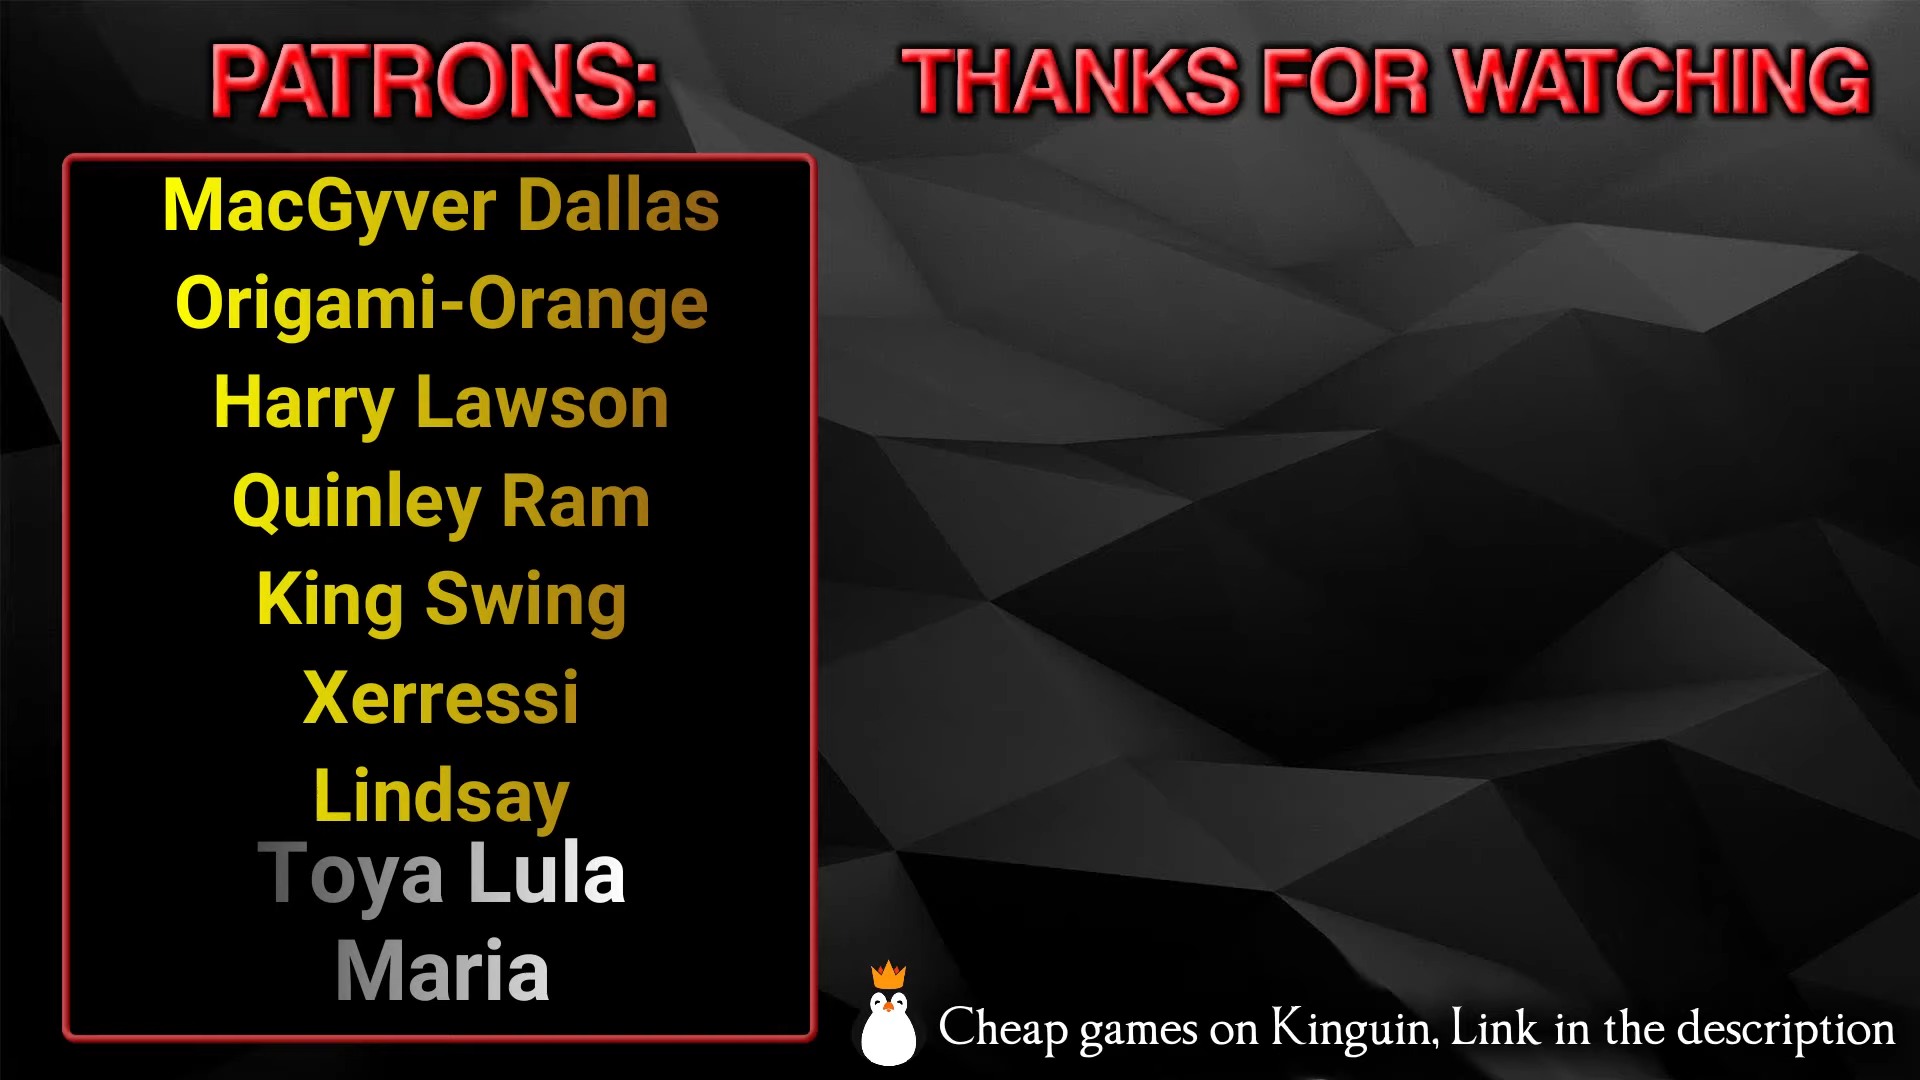 PATRONS:
THANKS FOR WATCHING
MacGyver Dallas
Origami-Orange
Harry Lawson
Quinley Ram
King Swing
Xerressi
Lindsay
Toya Lula
Maria
Cheap games on Kinguin, Link in the description